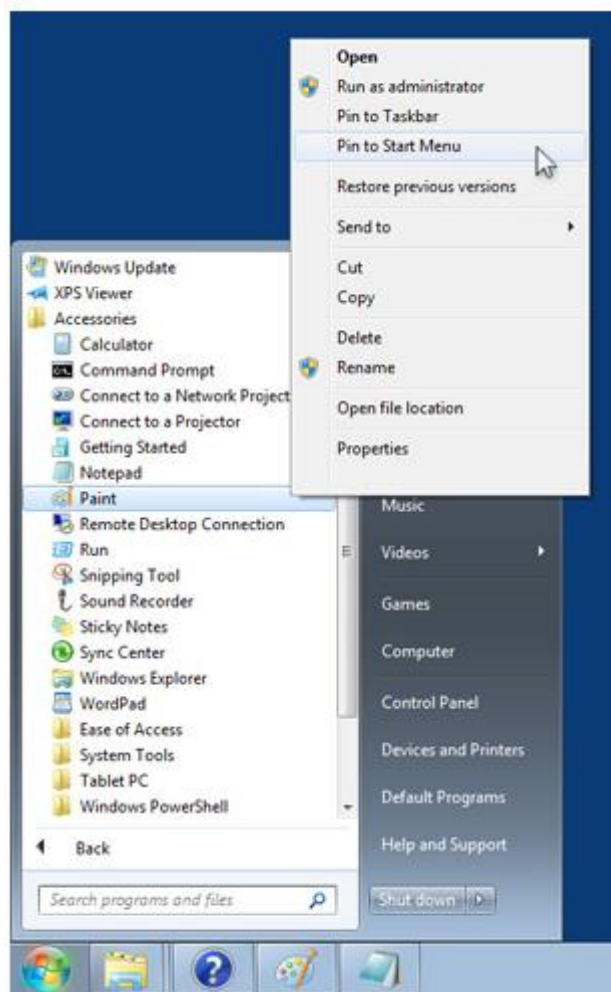 Open
Run as administrator
Pin to Taskbar
Pin to Start Menu
Restore previous versions
Send to
Cut
Copy
Delete
Rename
Open file location
Properties
Windows Update
XPS Viewer
Accessories
Calculator
Command Prompt
Connect to a Network Project
Connect to a Projector
Getting Started
Notepad
Paint
Remote Desktop Connection
Run
Snipping Tool
Sound Recorder
Sticky Notes
Sync Center
Windows Explorer
WordPad
Ease of Access
System Tools
Tablet PC
Windows PowerShell
Back
Search programs and files
Music
Videos
Games
Computer
Control Panel
Devices and Printers
Default Programs
Help and Support
Shut down